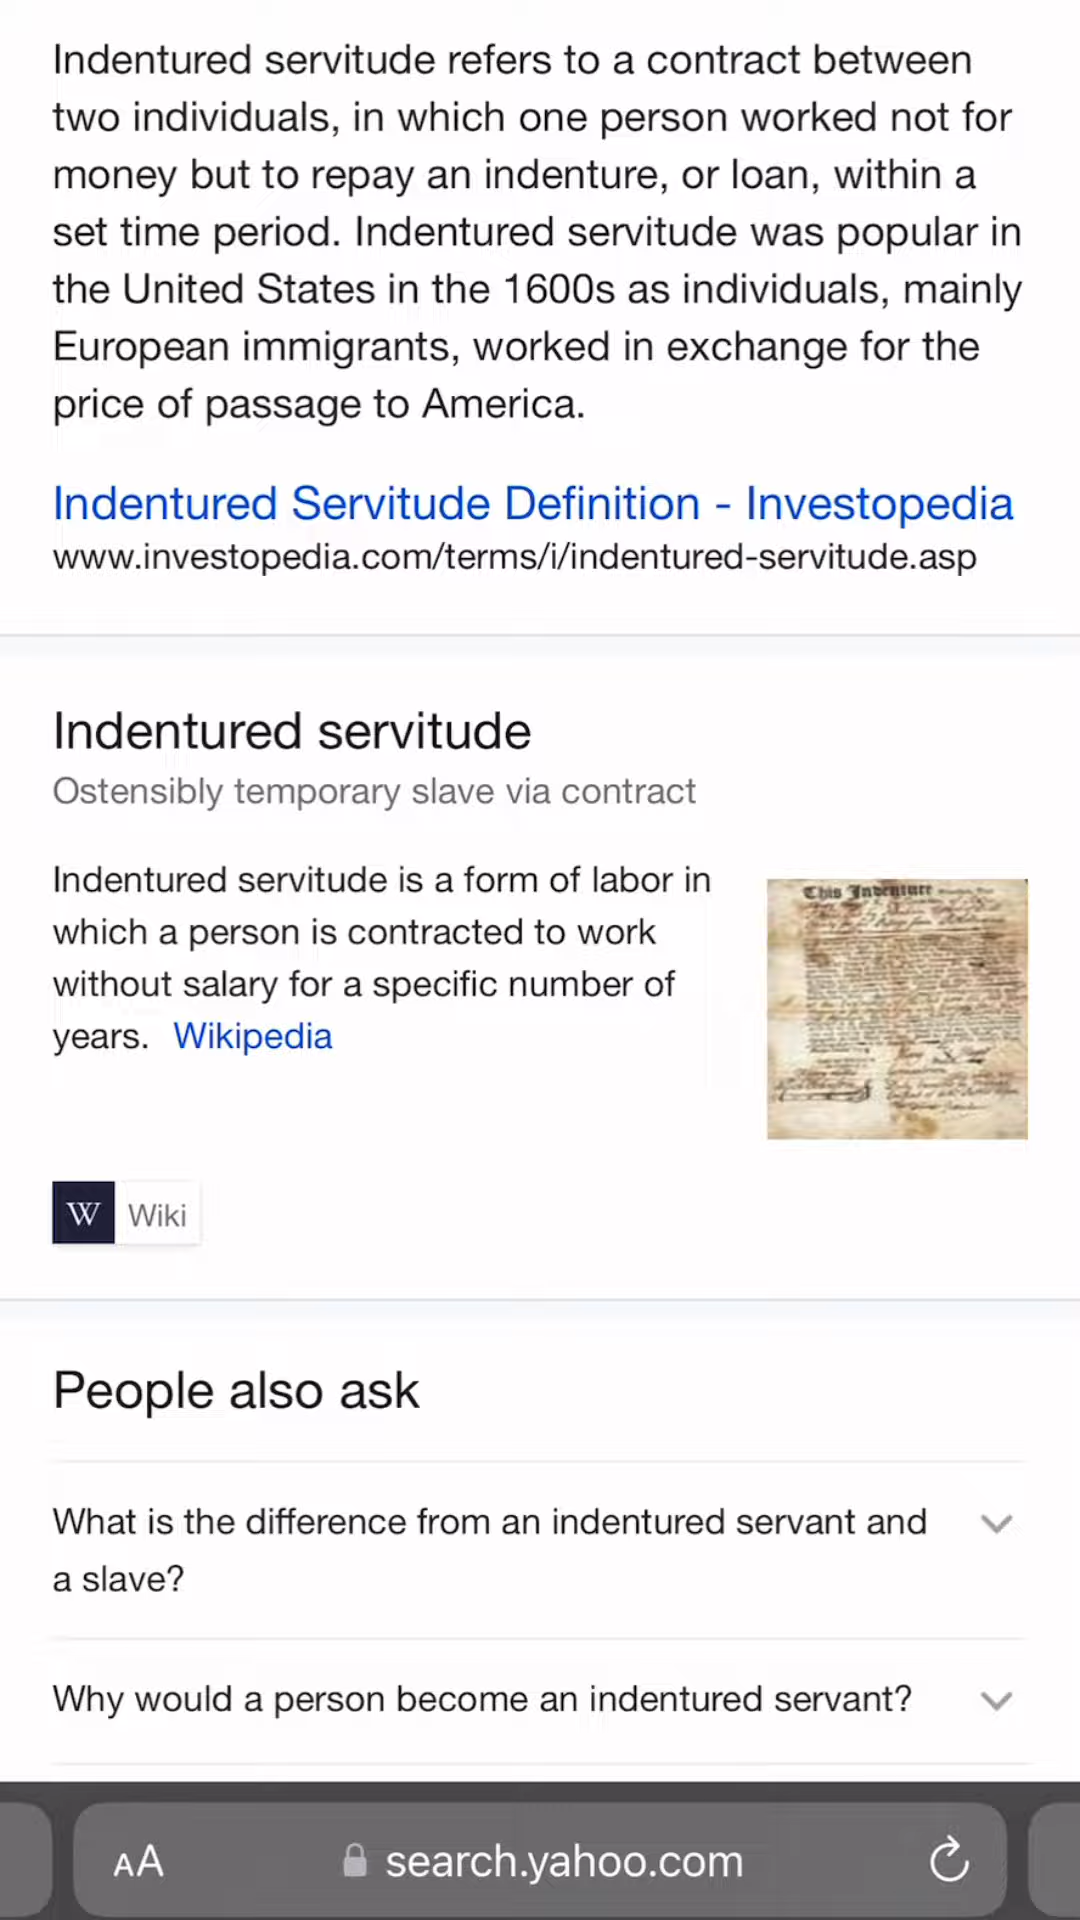 Indentured servitude refers to a contract between
two individuals, in which one person worked not for
money but to repay an indenture, or loan, within a
set time period. Indentured servitude was popular in
the United States in the 1600s as individuals, mainly
European immigrants, worked in exchange for the
price of passage to America.
Indentured Servitude Definition - Investopedia
www.investopedia.com/terms/i/indentured-servitude.asp
Indentured servitude
Ostensibly temporary slave via contract
Indentured servitude is a form of labor in
which a person is contracted to work
without salary for a specific number of
years. Wikipedia
This Indenture
W Wiki
People also ask
What is the difference from an indentured servant and
a slave?
Why would a person become an indentured servant?
AA search.yahoo.com